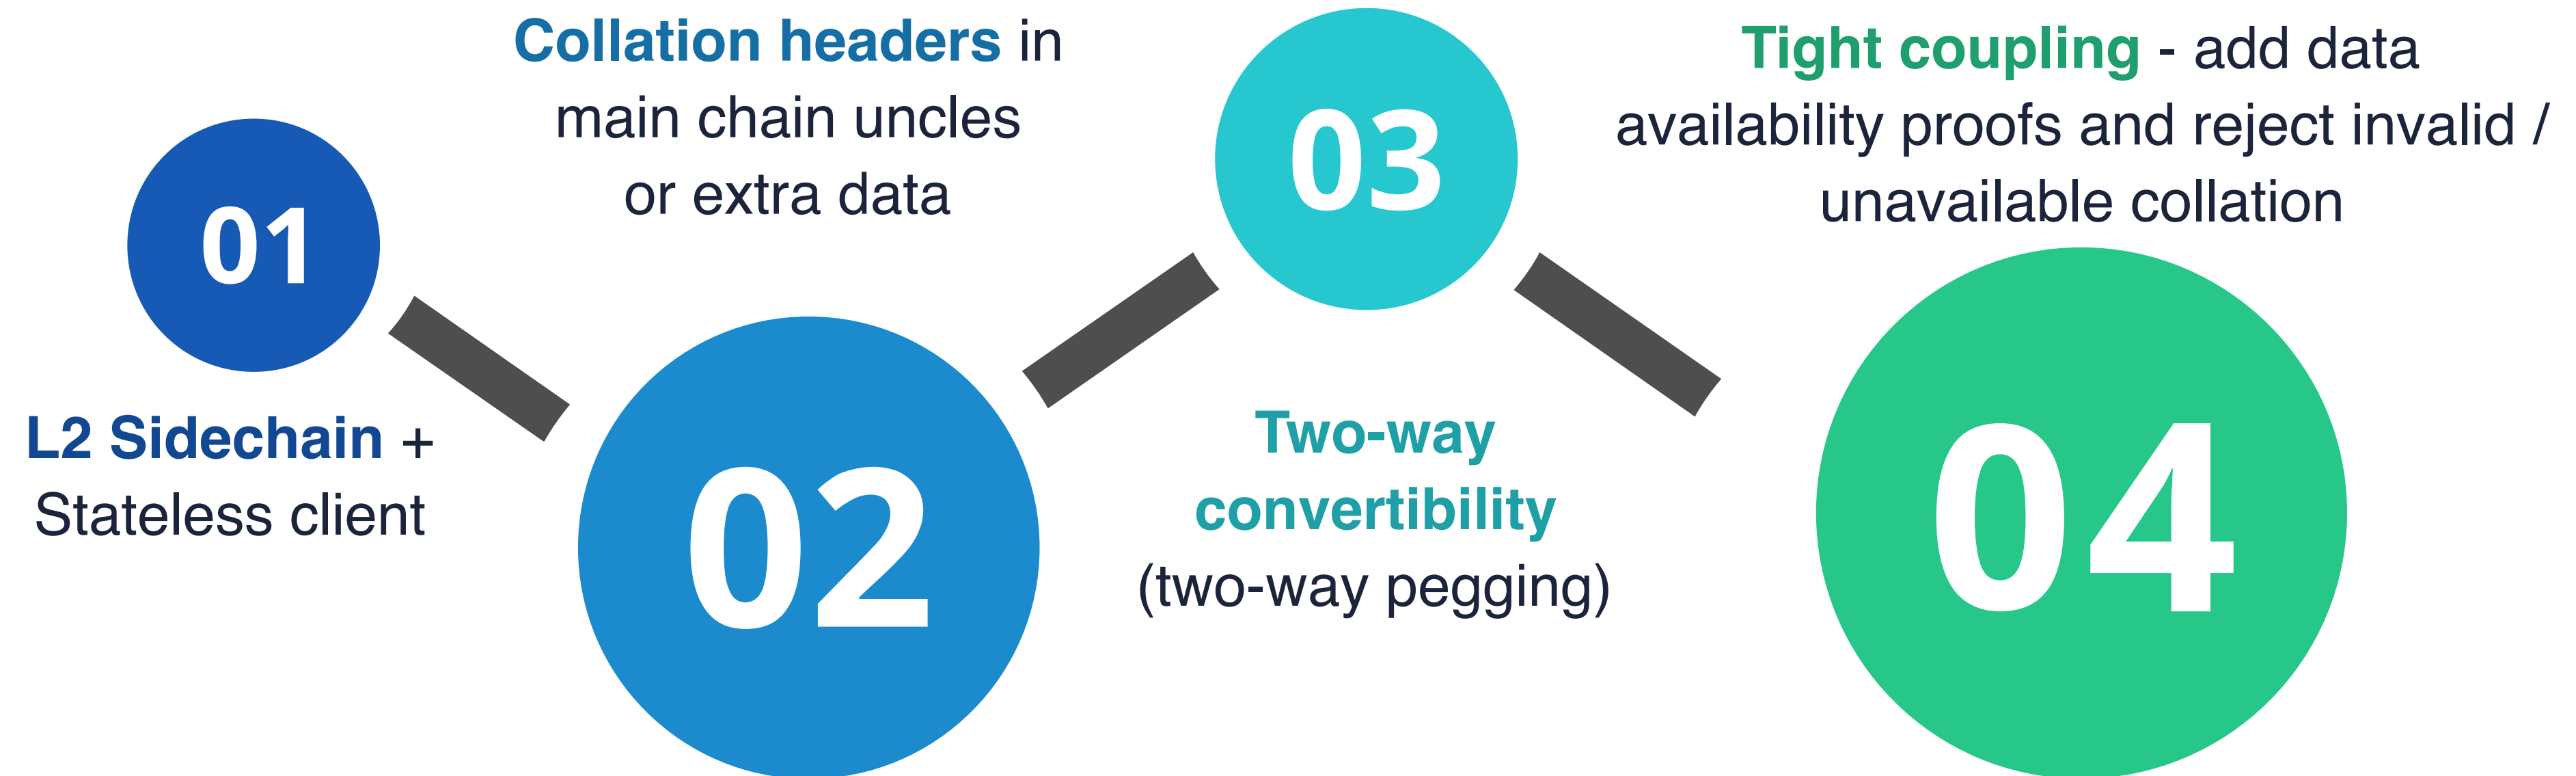 01
L2 Sidechain +
Stateless client
Collation headers in
main chain uncles
or extra data
02
03
Two-way
convertibility
(two-way pegging)
Tight coupling - add data
availability proofs and reject invalid /
unavailable collation
04